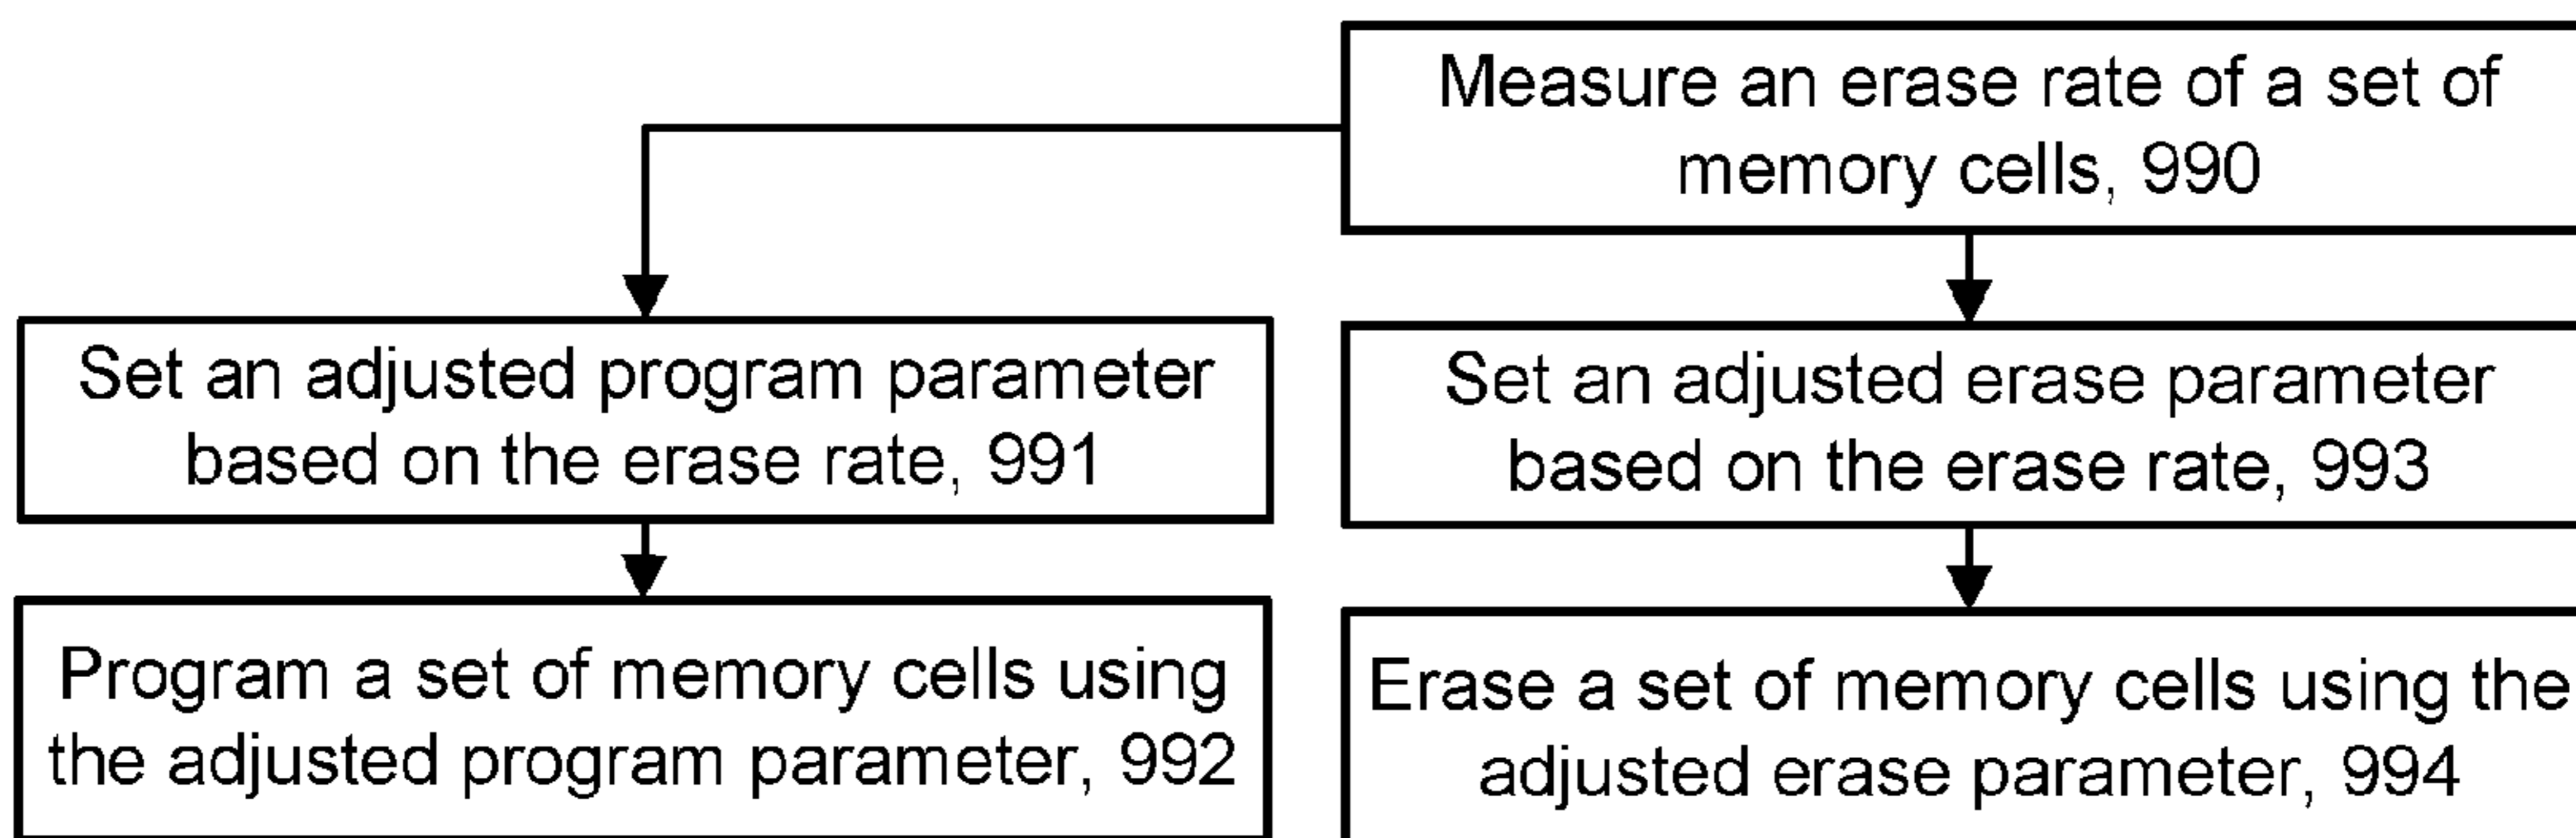 Measure an erase rate of a set of
memory cells, 990
Set an adjusted program parameter
based on the erase rate, 991
Set an adjusted erase parameter
based on the erase rate, 993
Program a set of memory cells using
the adjusted program parameter, 992
Erase a set of memory cells using the
adjusted erase parameter, 994